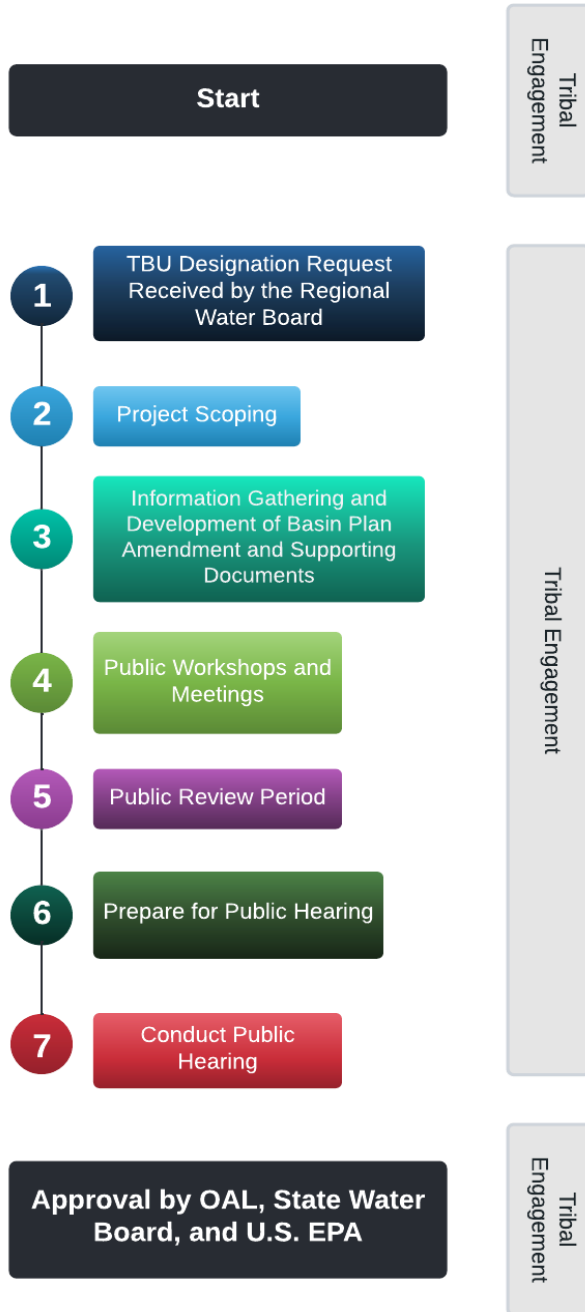 Start
Tribal
Engagement
1
TBU Designation Request
Received by the Regional
Water Board
2
Project Scoping
3
Information Gathering and
Development of Basin Plan
Amendment and Supporting
Documents
4
Public Workshops and
Meetings
5
Public Review Period
6
Prepare for Public Hearing
7
Conduct Public
Hearing
Tribal Engagement
Approval by OAL, State Water
Board, and U.S. EPA
Tribal
Engagement